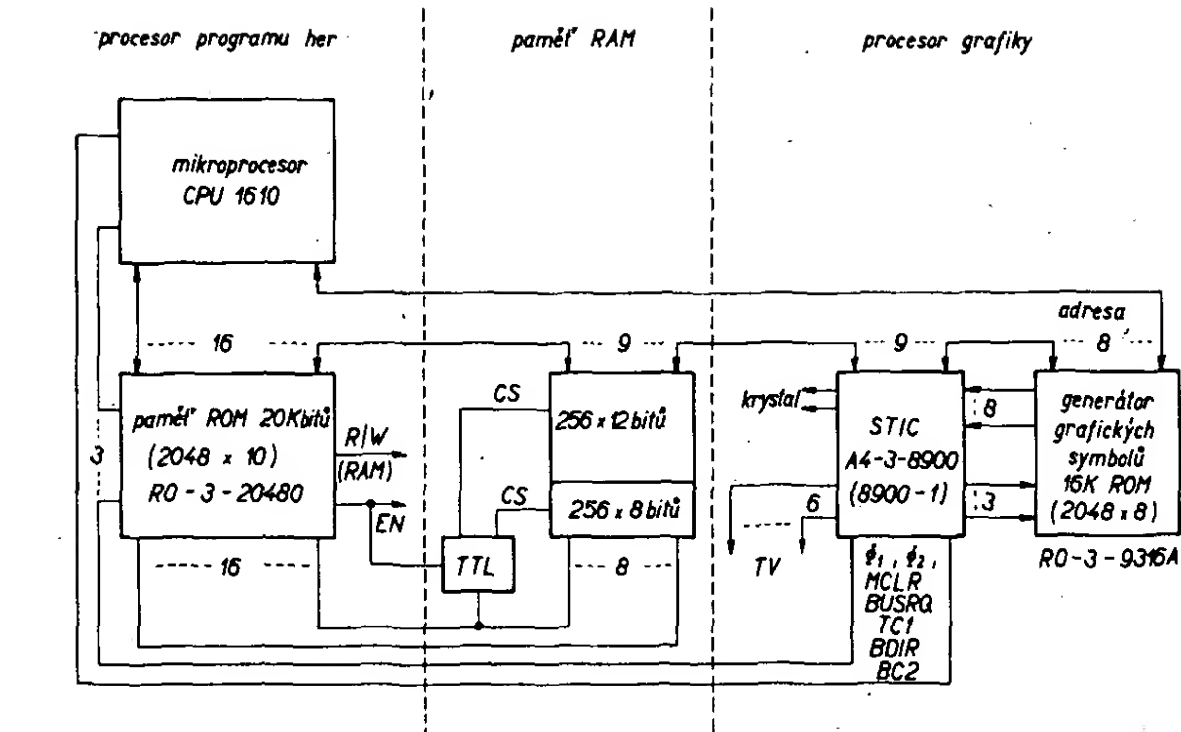 procesor programu her
paměť RAM
procesor grafiky
mikroprocesor
CPU 1610
adresa
16
9
9
8
paměť ROM 20Kbitů
(2048 x 10)
RO-3-20480
3
R/W
(RAM)
EN
CS
CS
256 x 12 bitů
256 x 8 bitů
TTL
16
8
krystal
STIC
A4-3-8900
(8900-1)
8
3
6
TV
generátor
grafických
symbolů
16K ROM
(2048 x 8)
RO-3-9316A
ϕ1, ϕ2,
MCLR
BUSRQ
TC1
BDIR
BC2